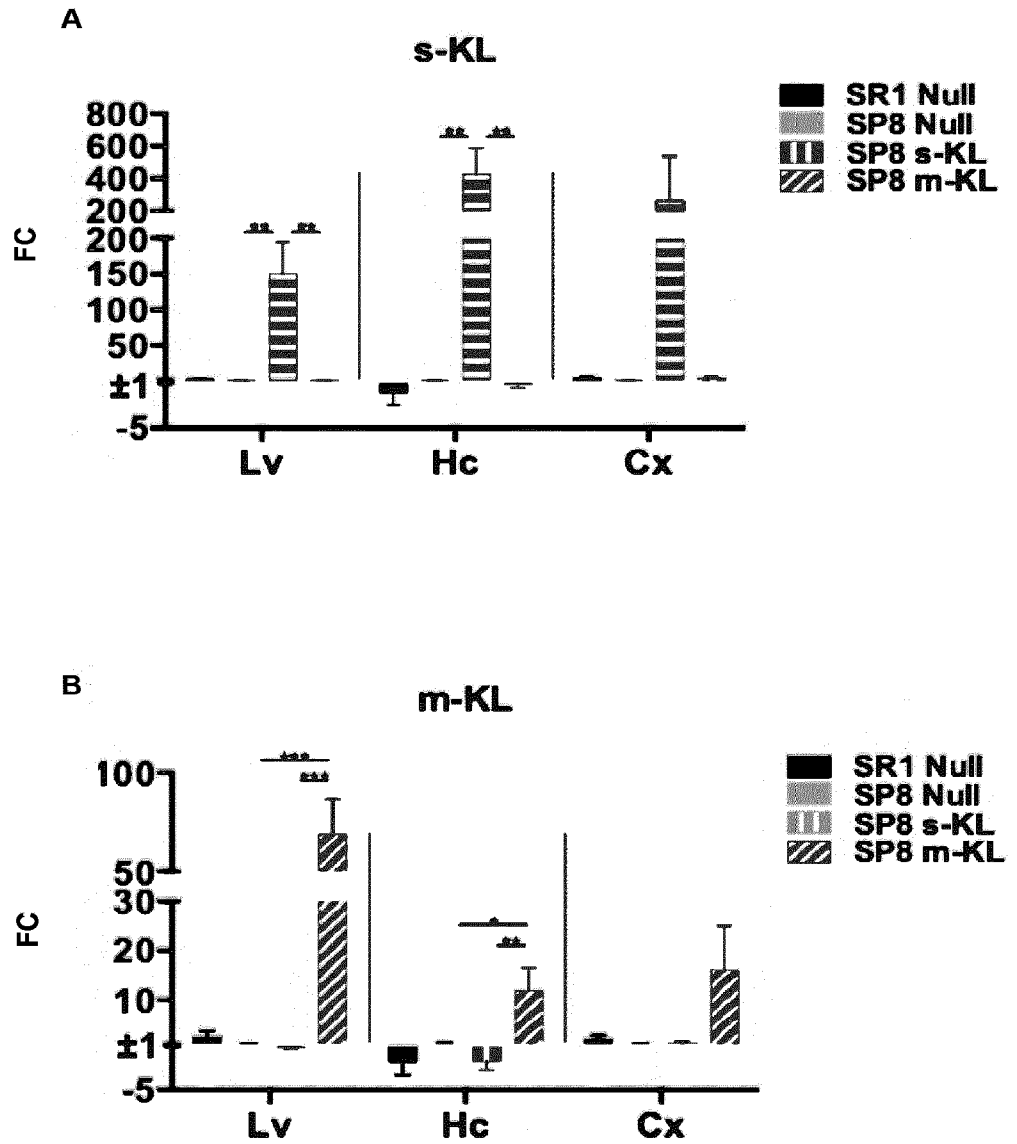 A
s-KL
800
600
400
200
200
150
100
50
±1
-5
FC
** **
** **
Lv Hc Cx
SR1 Null
SP8 Null
SP8 s-KL
SP8 m-KL
B
m-KL
100
50
30
20
10
±1
-5
FC
***
***
*
**
Lv Hc Cx
SR1 Null
SP8 Null
SP8 s-KL
SP8 m-KL